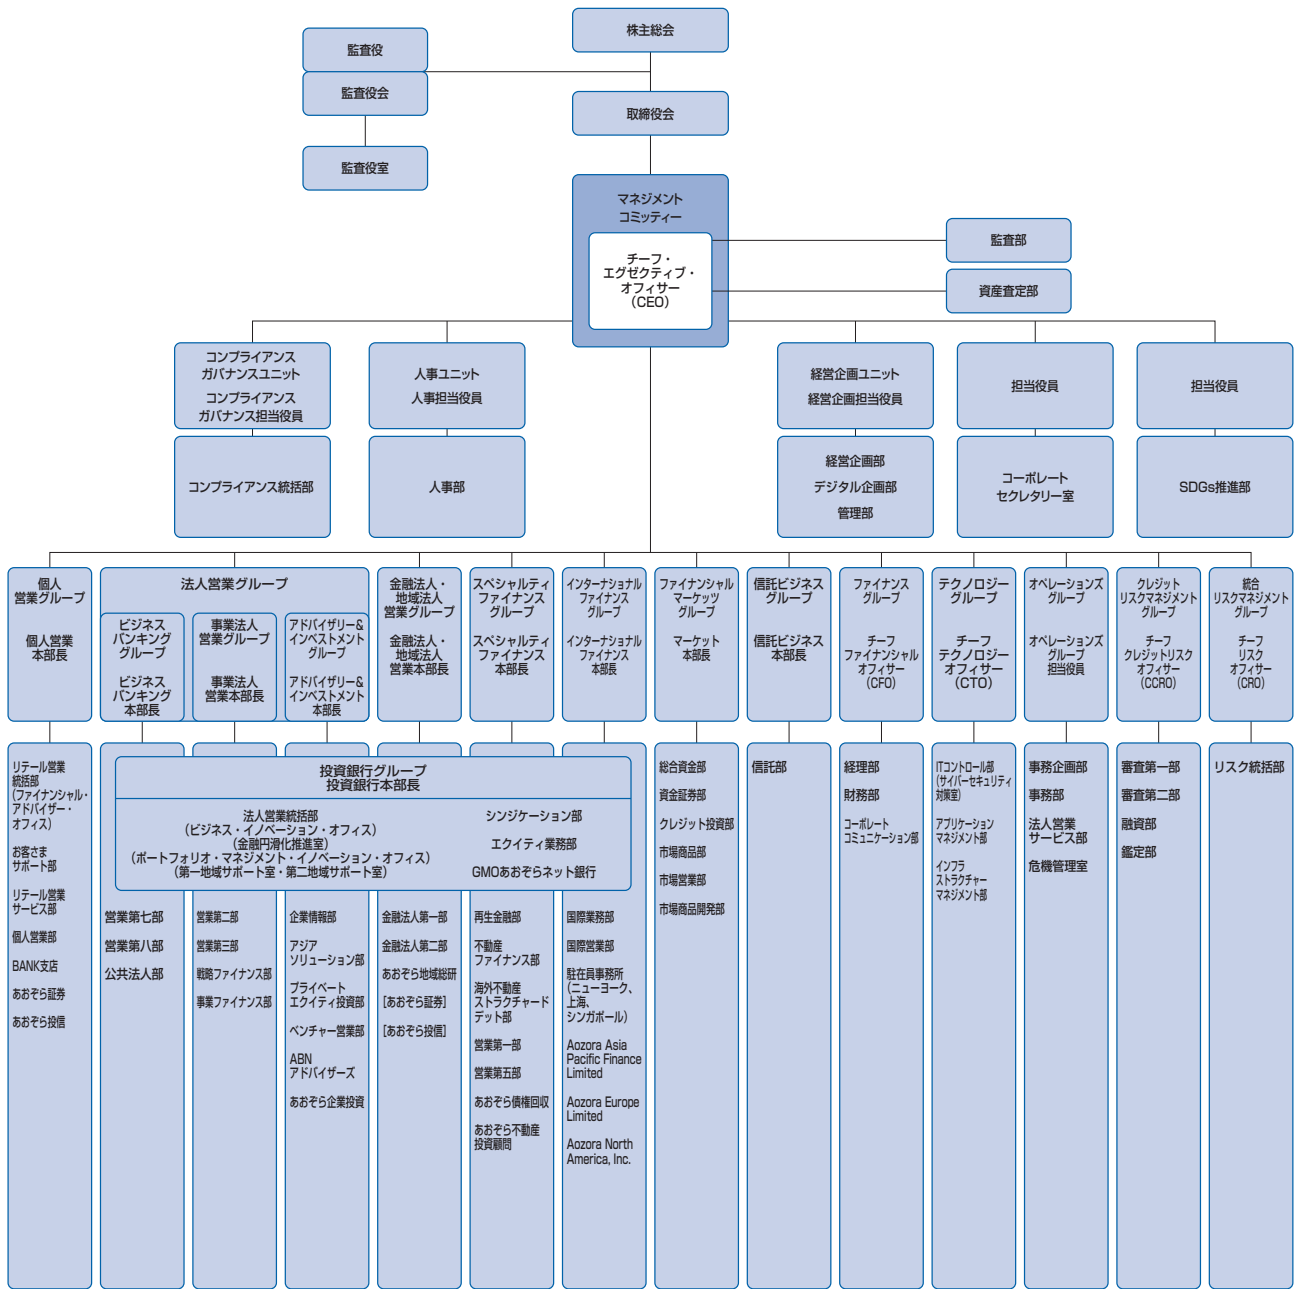 株主総会
監査役
監査役会
取締役会
監査役室
マネジメント
コミッティー
チーフ・
エグゼクティブ・
オフィサー
（CEO）
監査部
資産査定部
コンプライアンス
ガバナンスユニット
コンプライアンス
ガバナンス担当役員
人事ユニット
人事担当役員
経営企画ユニット
経営企画担当役員
担当役員
担当役員
コンプライアンス統括部
人事部
経営企画部
デジタル企画部
管理部
コーポレート
セクレタリー室
SDGs推進部
個人
営業グループ
個人営業
本部長
法人営業グループ
ビジネス
バンキング
グループ
ビジネス
バンキング
本部長
事業法人
営業グループ
事業法人
営業本部長
アドバイザリー&
インベストメント
グループ
アドバイザリー&
インベストメント
本部長
金融法人・
地域法人
営業グループ
金融法人・
地域法人
営業本部長
スペシャルティ
ファイナンス
グループ
スペシャルティ
ファイナンス
本部長
インターナショナル
ファイナンス
グループ
インターナショナル
ファイナンス
本部長
ファイナンシャル
マーケッツ
グループ
マーケット
本部長
信託ビジネス
グループ
信託ビジネス
本部長
ファイナンス
グループ
チーフ
ファイナンシャル
オフィサー
（CFO）
テクノロジー
グループ
チーフ
テクノロジー
オフィサー
（CTO）
オペレーションズ
グループ
オペレーションズ
グループ
担当役員
クレジット
リスクマネジメント
グループ
チーフ
クレジットリスク
オフィサー
（CCRO）
統合
リスクマネジメント
グループ
チーフ
リスク
オフィサー
（CRO）
リテール営業
統括部
（ファイナンシャル・
アドバイザー・
オフィス）
お客さま
サポート部
リテール営業
サービス部
個人営業部
BANK支店
あおぞら証券
あおぞら投信
投資銀行グループ
投資銀行本部長
法人営業統括部
（ビジネス・イノベーション・オフィス）
（金融円滑化推進室）
（ポートフォリオ・マネジメント・イノベーション・オフィス）
（第一地域サポート室・第二地域サポート室）
シンジケーション部
エクイティ業務部
GMOあおぞらネット銀行
営業第七部
営業第八部
公共法人部
営業第二部
営業第三部
戦略ファイナンス部
事業ファイナンス部
企業情報部
アジア
ソリューション部
プライベート
エクイティ投資部
ベンチャー営業部
ABN
アドバイザーズ
あおぞら企業投資
金融法人第一部
金融法人第二部
あおぞら地域総研
［あおぞら証券］
［あおぞら投信］
再生金融部
不動産
ファイナンス部
海外不動産
ストラクチャード
デット部
営業第一部
営業第五部
あおぞら債権回収
あおぞら不動産
投資顧問
国際業務部
国際営業部
駐在員事務所
（ニューヨーク、
上海、
シンガポール）
Aozora Asia
Pacific Finance
Limited
Aozora Europe
Limited
Aozora North
America, Inc.
総合資金部
資金証券部
クレジット投資部
市場商品部
市場営業部
市場商品開発部
信託部
経理部
財務部
コーポレート
コミュニケーション部
ITコントロール部
（サイバーセキュリティ
対策室）
アプリケーション
マネジメント部
インフラ
ストラクチャー
マネジメント部
事務企画部
事務部
法人営業
サービス部
危機管理室
審査第一部
審査第二部
融資部
鑑定部
リスク統括部